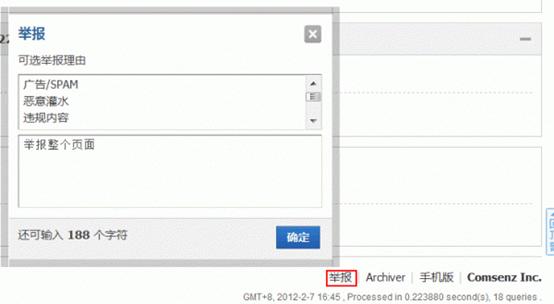 举报
可选举报理由
广告/SPAM
恶意灌水
违规内容
举报整个页面
还可输入 188 个字符
确定
举报 | Archiver | 手机版 | Comsenz Inc.
GMT+8, 2012-2-7 16:45 , Processed in 0.223880 second(s), 18 queries .